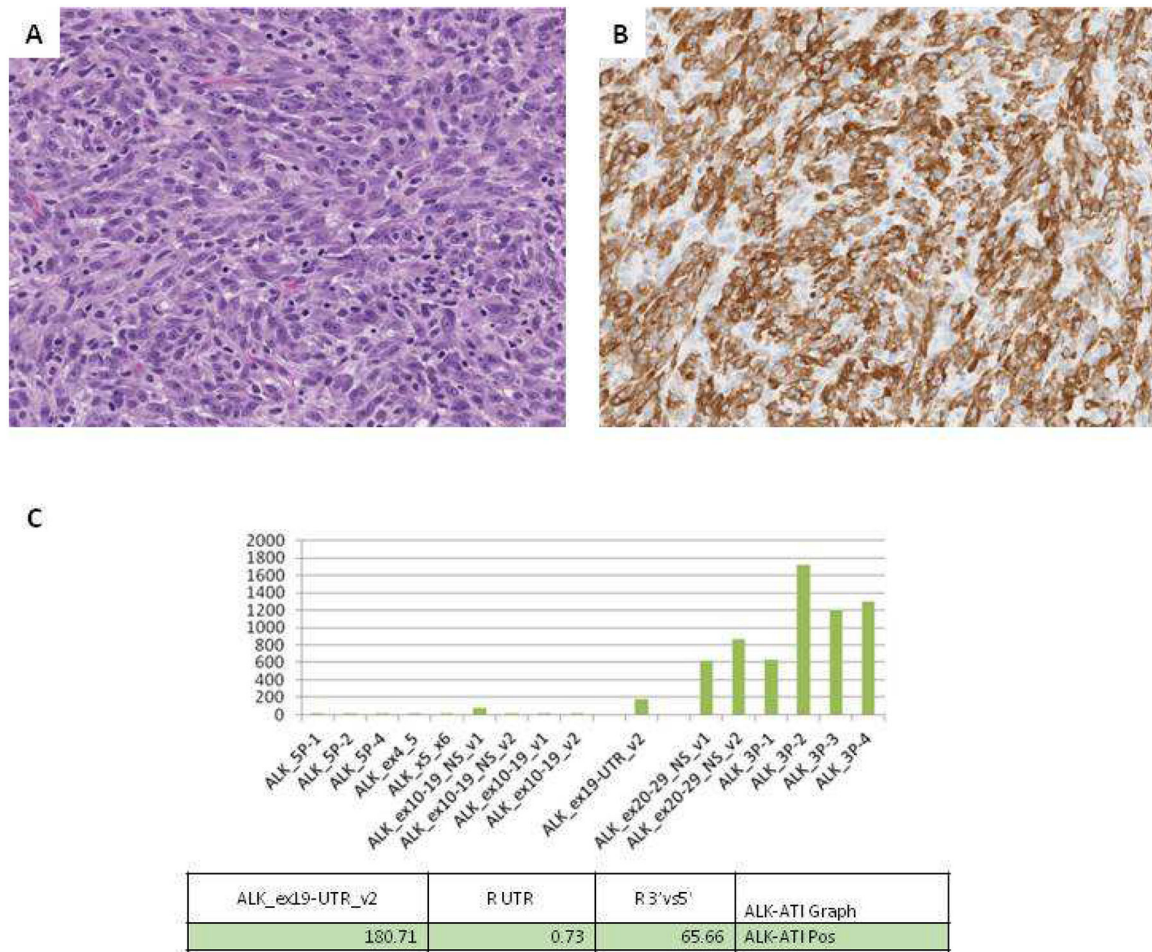 A
B
C
2000
1800
1600
1400
1200
1000
800
600
400
200
0
ALK_5P-1
ALK_5P-2
ALK_5P-4
ALK_ex4_5
ALK_x5_x6
ALK_ex10-19_NS_v1
ALK_ex10-19_NS_v2
ALK_ex10-19_v1
ALK_ex10-19_v2
ALK_ex19-UTR_v2
ALK_ex20-29_NS_v1
ALK_ex20-29_NS_v2
ALK_3P-1
ALK_3P-2
ALK_3P-3
ALK_3P-4
ALK_ex19-UTR_v2 R UTR R 3'vs5' ALK-ATI Graph
180.71 0.73 65.66 ALK-ATI Pos